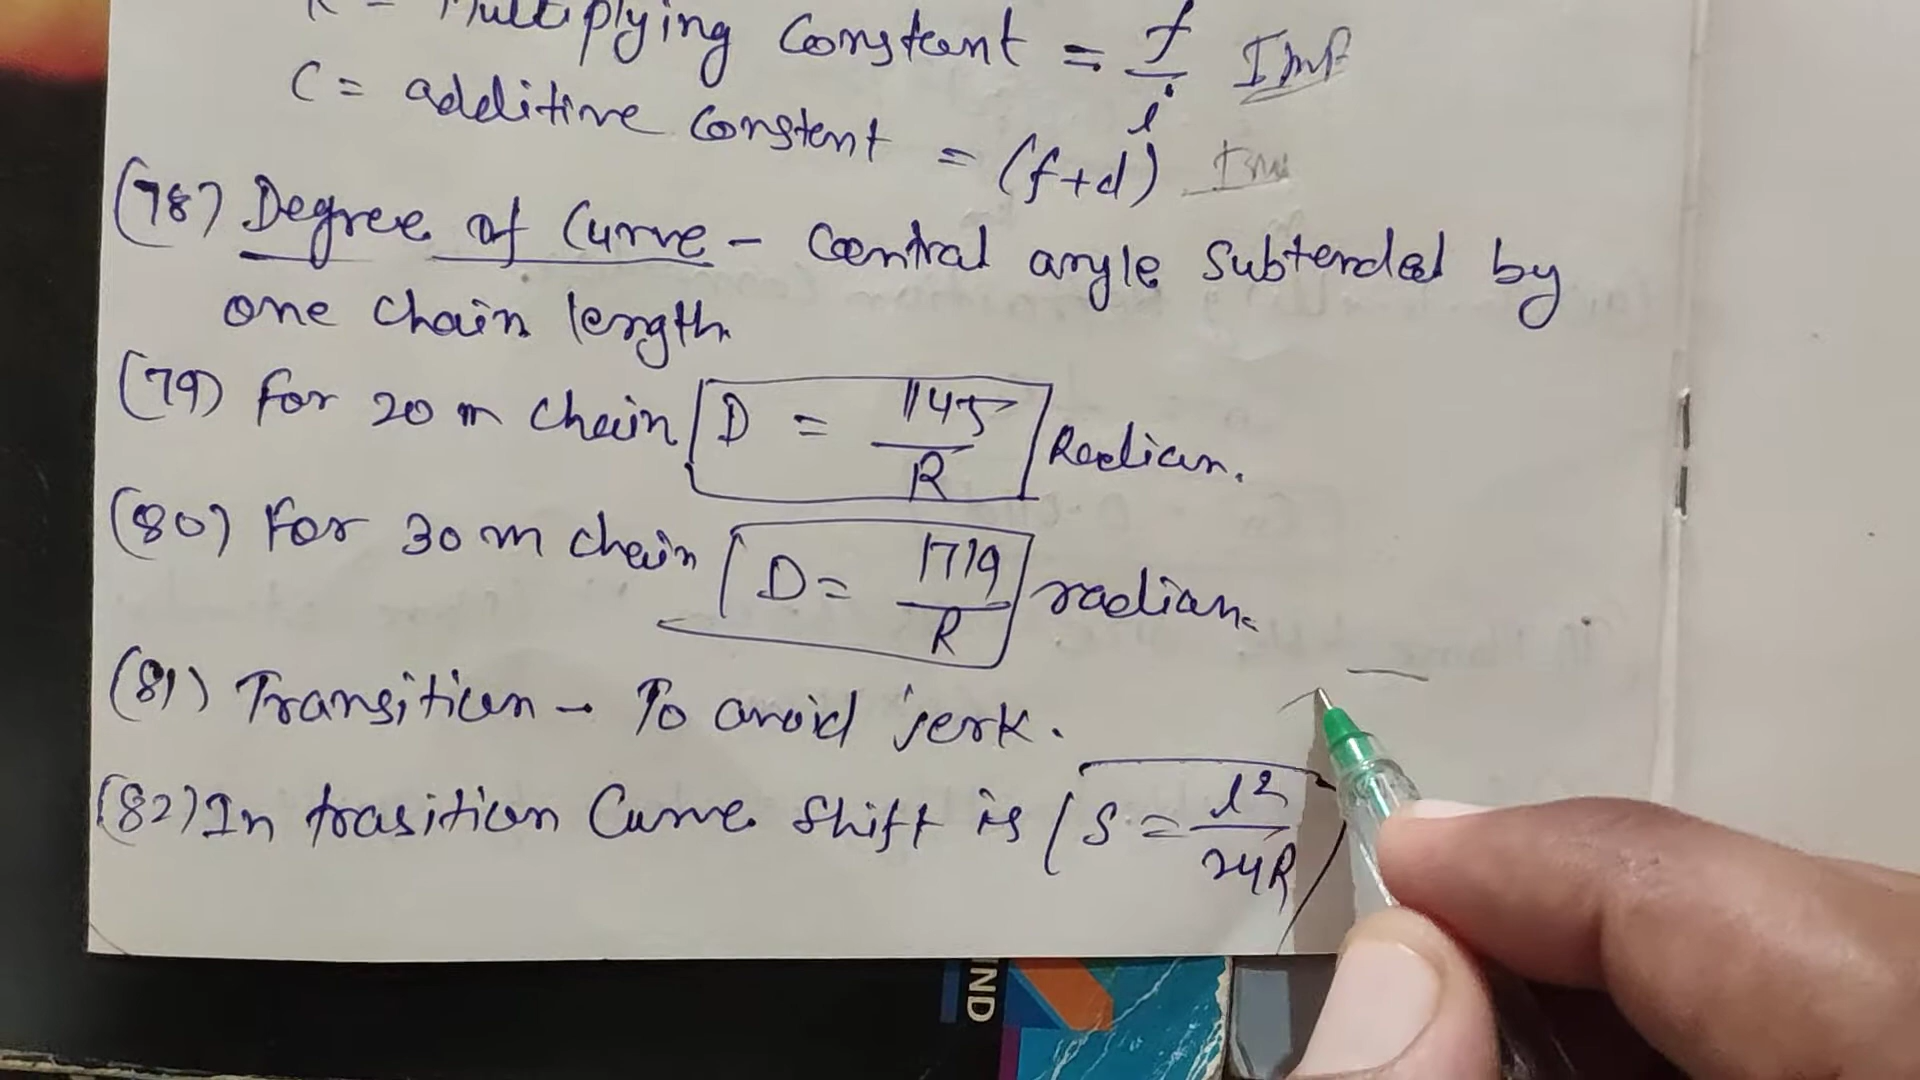 K = Multiplying Constant = f/i IMP
C = additive Constent = (f+d) Im
(78) Degree of Curve - Central angle Subtended by
one Chain length
(79) For 20 m Chain D = 1145/R Radian.
(80) For 30 m chain D = 1719/R radian.
(81) Transition - To avoid jerk.
(82) In trasition Curve Shift is S = l²/24R
IND